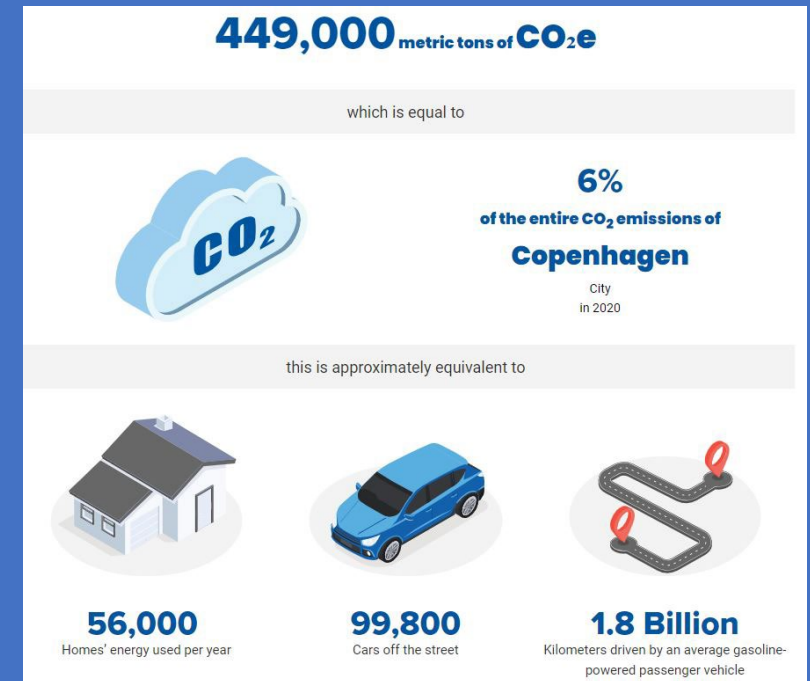 449,000 metric tons of CO₂e
which is equal to
CO₂
6%
of the entire CO₂ emissions of
Copenhagen
City
in 2020
this is approximately equivalent to
56,000
Homes' energy used per year
99,800
Cars off the street
1.8 Billion
Kilometers driven by an average gasoline-
powered passenger vehicle